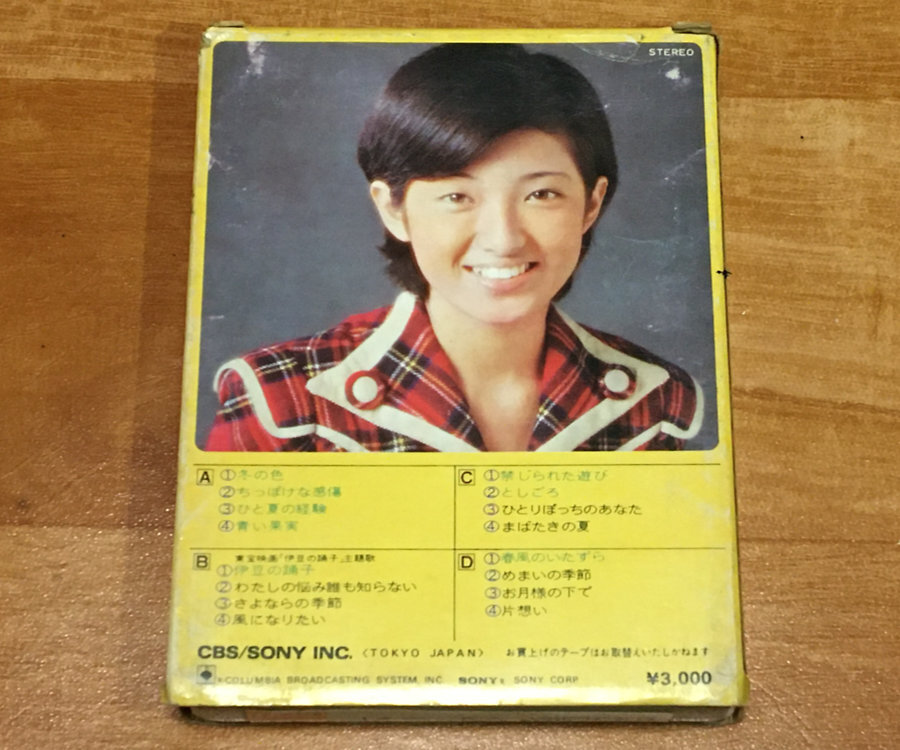 STEREO
A ①冬の色
②ちっぽけな感傷
③ひと夏の経験
④青い果実
B 東宝映画「伊豆の踊子」主題歌
①伊豆の踊子
②わたしの悩み誰も知らない
③さよならの季節
④風になりたい
C ①禁じられた遊び
②としごろ
③ひとりぼっちのあなた
④まばたきの夏
D ①春風のいたずら
②めまいの季節
③お月様の下で
④片想い
CBS/SONY INC. 〈TOKYO JAPAN〉 お買上げのテープはお取替えいたしかねます
COLUMBIA BROADCASTING SYSTEM, INC. SONY SONY CORP. ¥3,000